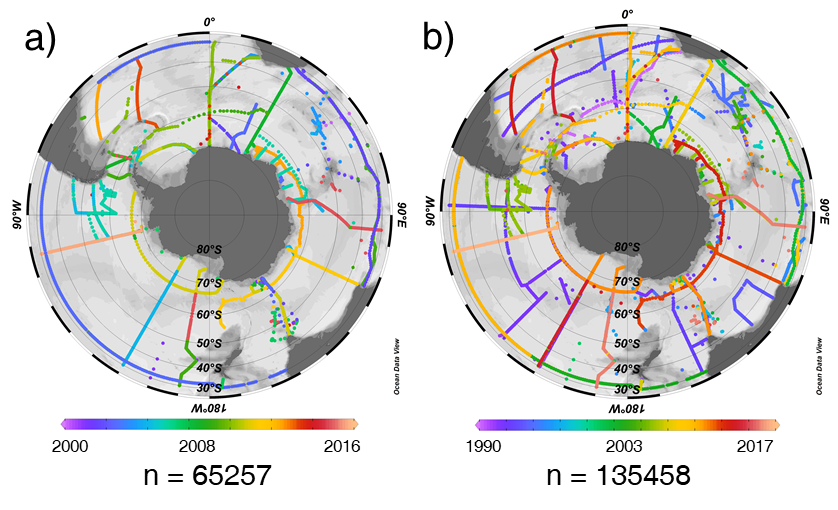 a)
0°
90°W
90°E
80°S
70°S
60°S
50°S
40°S
30°S
180°W
Ocean Data View
2000 2008 2016
n = 65257
b)
0°
90°W
90°E
80°S
70°S
60°S
50°S
40°S
30°S
180°W
Ocean Data View
1990 2003 2017
n = 135458